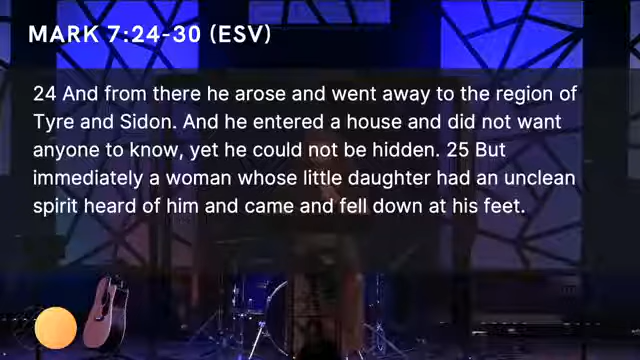 MARK 7:24-30 (ESV)
24 And from there he arose and went away to the region of
Tyre and Sidon. And he entered a house and did not want
anyone to know, yet he could not be hidden. 25 But
immediately a woman whose little daughter had an unclean
spirit heard of him and came and fell down at his feet.